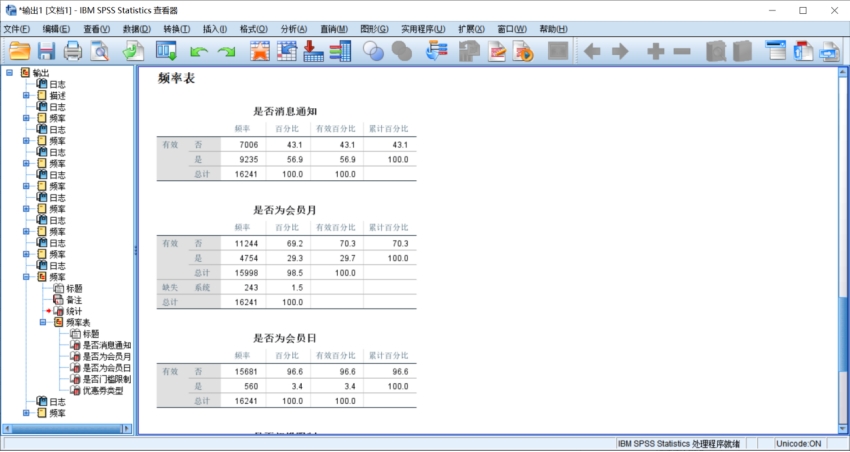 *输出1 [文档1] - IBM SPSS Statistics 查看器
文件(F) 编辑(E) 查看(V) 数据(D) 转换(T) 插入(I) 格式(O) 分析(A) 直销(M) 图形(G) 实用程序(U) 扩展(X) 窗口(W) 帮助(H)
输出
日志
描述
日志
频率
日志
频率
日志
频率
日志
频率
日志
频率
日志
频率
日志
频率
日志
频率
标题
备注
统计
频率表
标题
是否消息通知
是否为会员月
是否为会员日
是否门槛限制
优惠券类型
日志
频率
频率表
是否消息通知
频率 百分比 有效百分比 累计百分比
有效 否 7006 43.1 43.1 43.1
是 9235 56.9 56.9 100.0
总计 16241 100.0 100.0
是否为会员月
频率 百分比 有效百分比 累计百分比
有效 否 11244 69.2 70.3 70.3
是 4754 29.3 29.7 100.0
总计 15998 98.5 100.0
缺失 系统 243 1.5
总计 16241 100.0
是否为会员日
频率 百分比 有效百分比 累计百分比
有效 否 15681 96.6 96.6 96.6
是 560 3.4 3.4 100.0
总计 16241 100.0 100.0
IBM SPSS Statistics 处理程序就绪 Unicode:ON